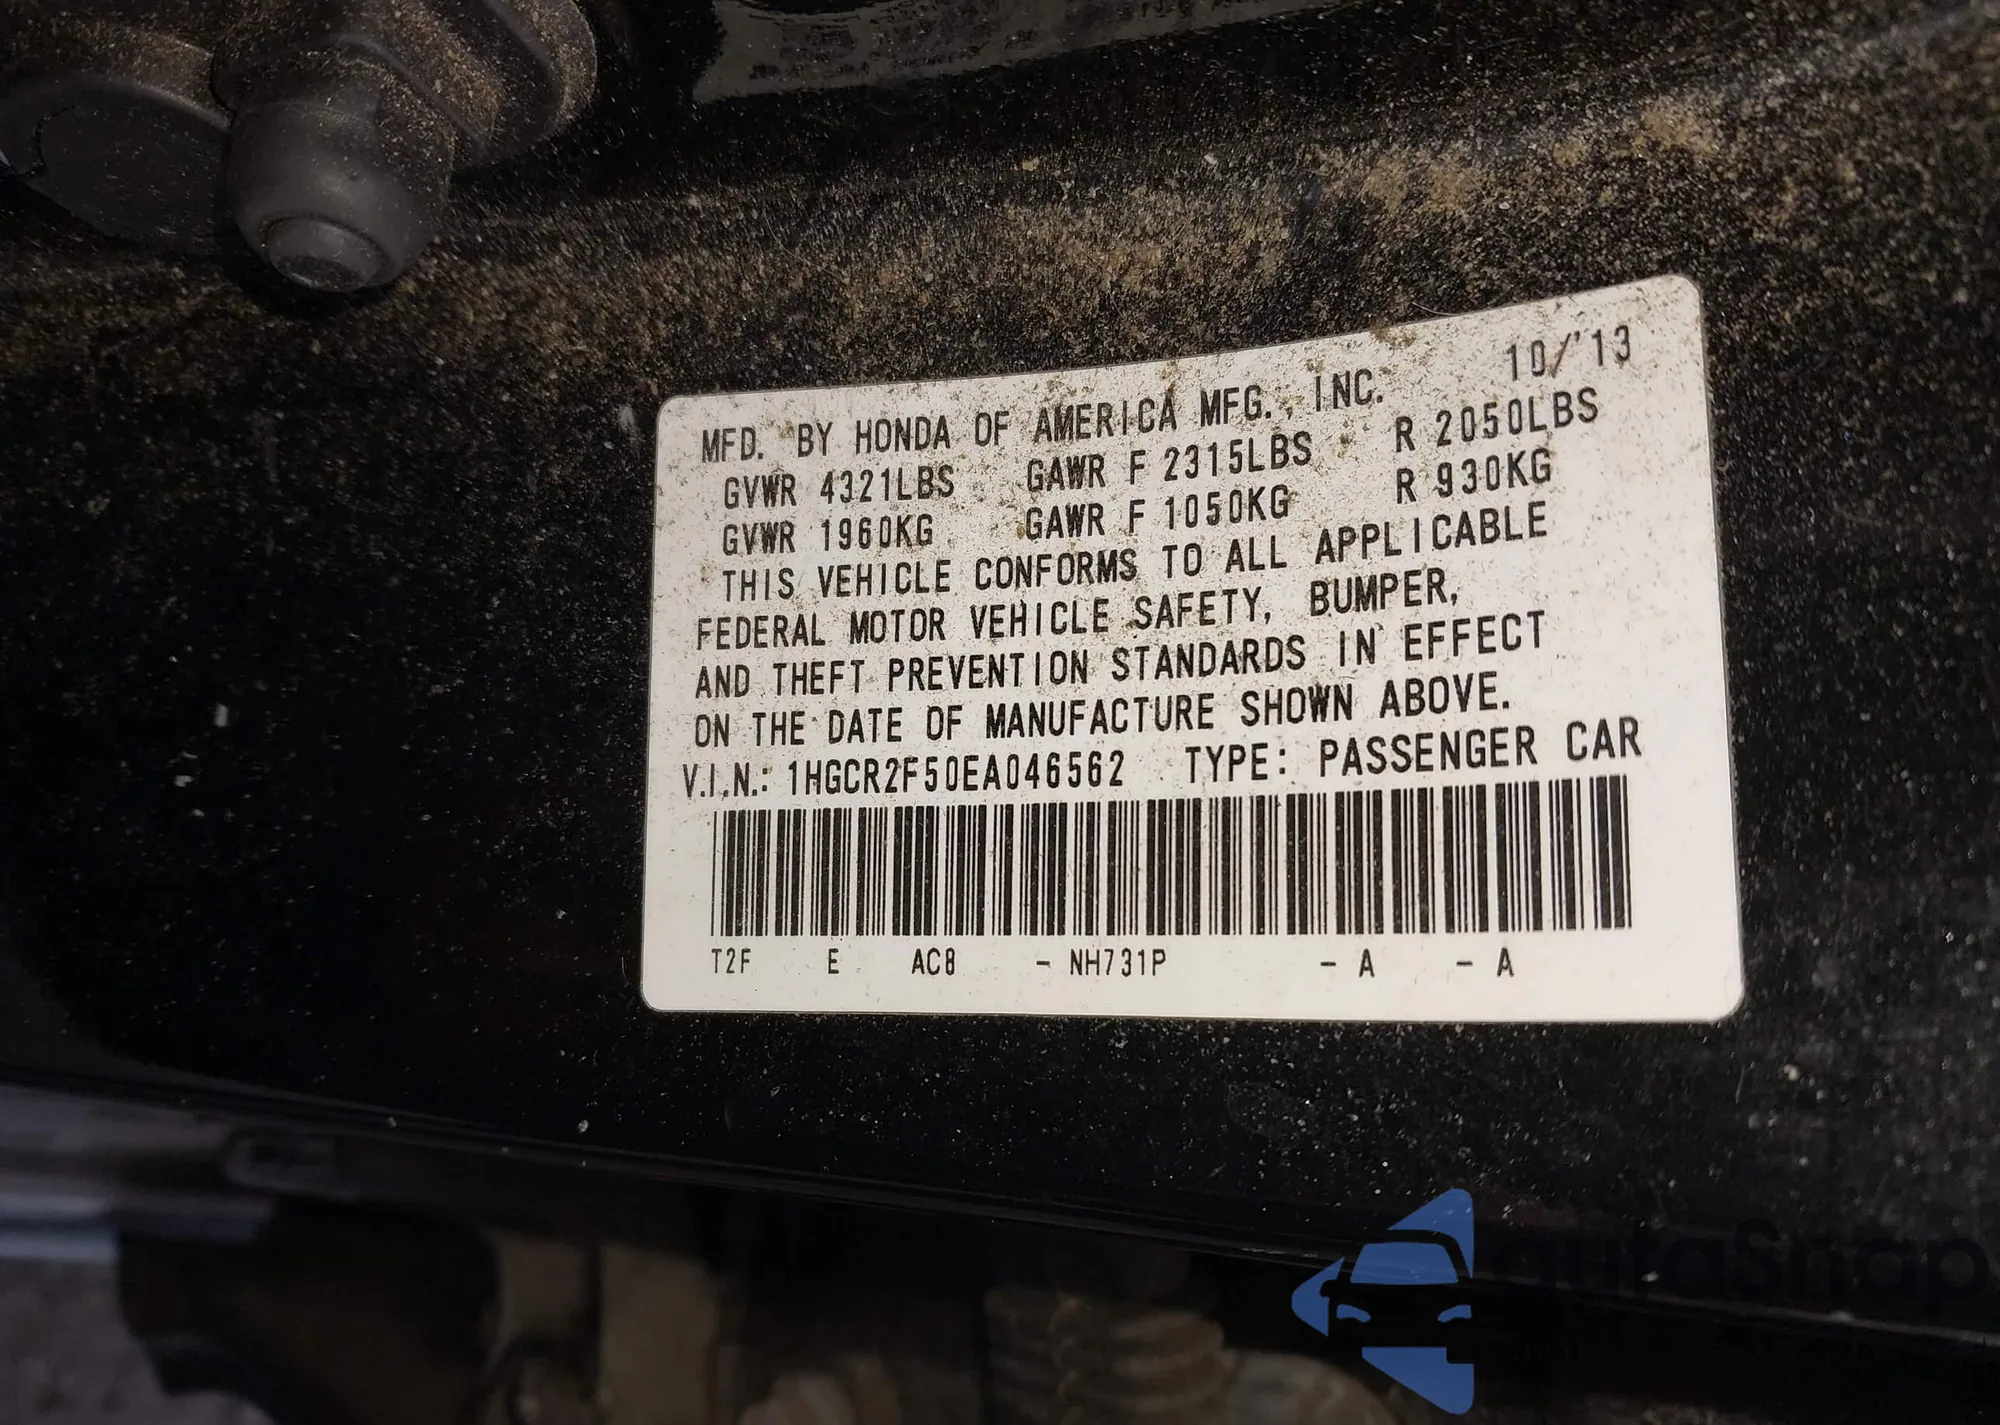 10/'13
MFD. BY HONDA OF AMERICA MFG., INC.
GVWR 4321LBS GAWR F 2315LBS R 2050LBS
GVWR 1960KG GAWR F 1050KG R 930KG
THIS VEHICLE CONFORMS TO ALL APPLICABLE
FEDERAL MOTOR VEHICLE SAFETY, BUMPER,
AND THEFT PREVENTION STANDARDS IN EFFECT
ON THE DATE OF MANUFACTURE SHOWN ABOVE.
V.I.N.: 1HGCR2F50EA046562 TYPE: PASSENGER CAR
T2F E AC8 - NH731P - A - A
autoSnap